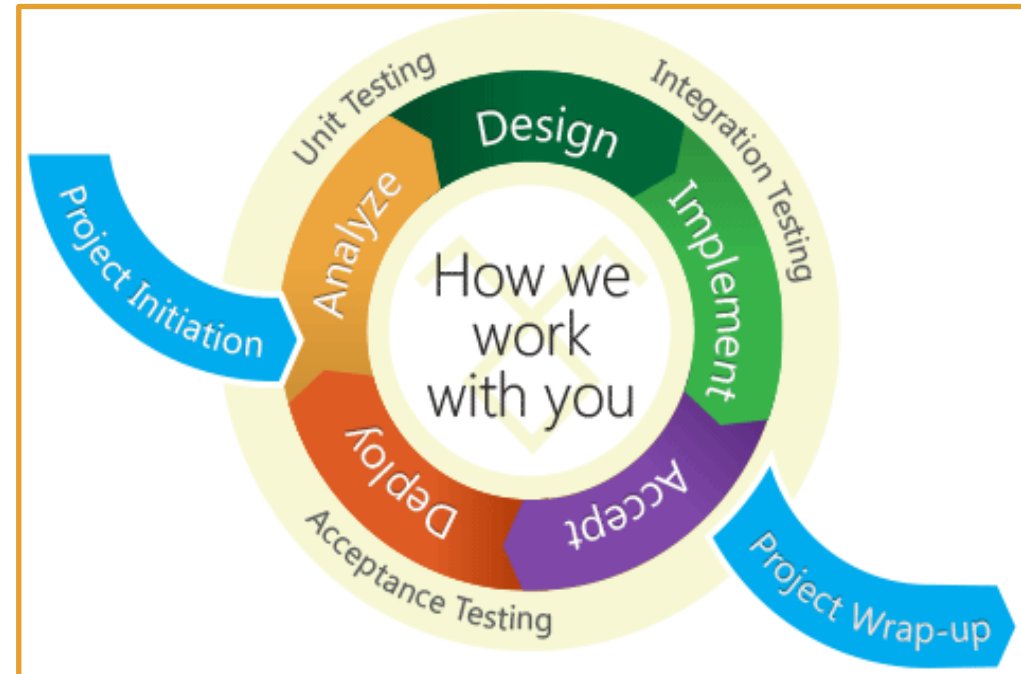 Unit Testing
Integration Testing
Design
Analyze
Implement
Project Initiation
How we
work
with you
Deploy
Accept
Acceptance Testing
Project Wrap-up